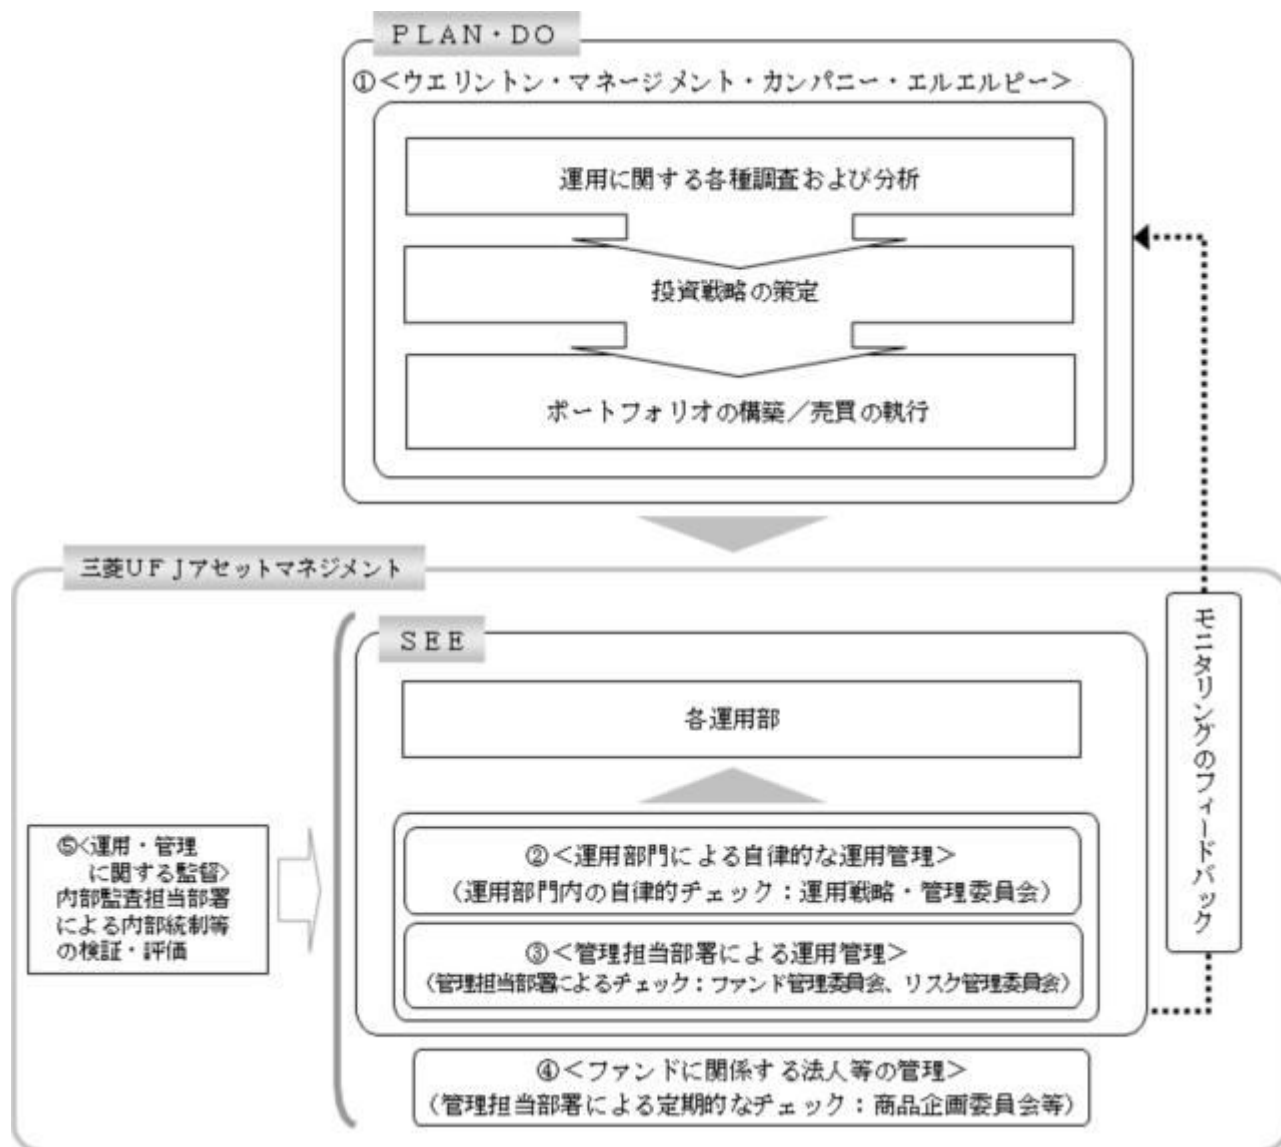 ＰＬＡＮ・ＤＯ
①＜ウエリントン・マネージメント・カンパニー・エルエルピー＞
運用に関する各種調査および分析
投資戦略の策定
ポートフォリオの構築／売買の執行
三菱ＵＦＪアセットマネジメント
ＳＥＥ
各運用部
②＜運用部門による自律的な運用管理＞
（運用部門内の自律的チェック：運用戦略・管理委員会）
③＜管理担当部署による運用管理＞
（管理担当部署によるチェック：ファンド管理委員会、リスク管理委員会）
④＜ファンドに関係する法人等の管理＞
（管理担当部署による定期的なチェック：商品企画委員会等）
⑤＜運用・管理
に関する監督＞
内部監査担当部署
による内部統制等
の検証・評価
モニタリングのフィードバック